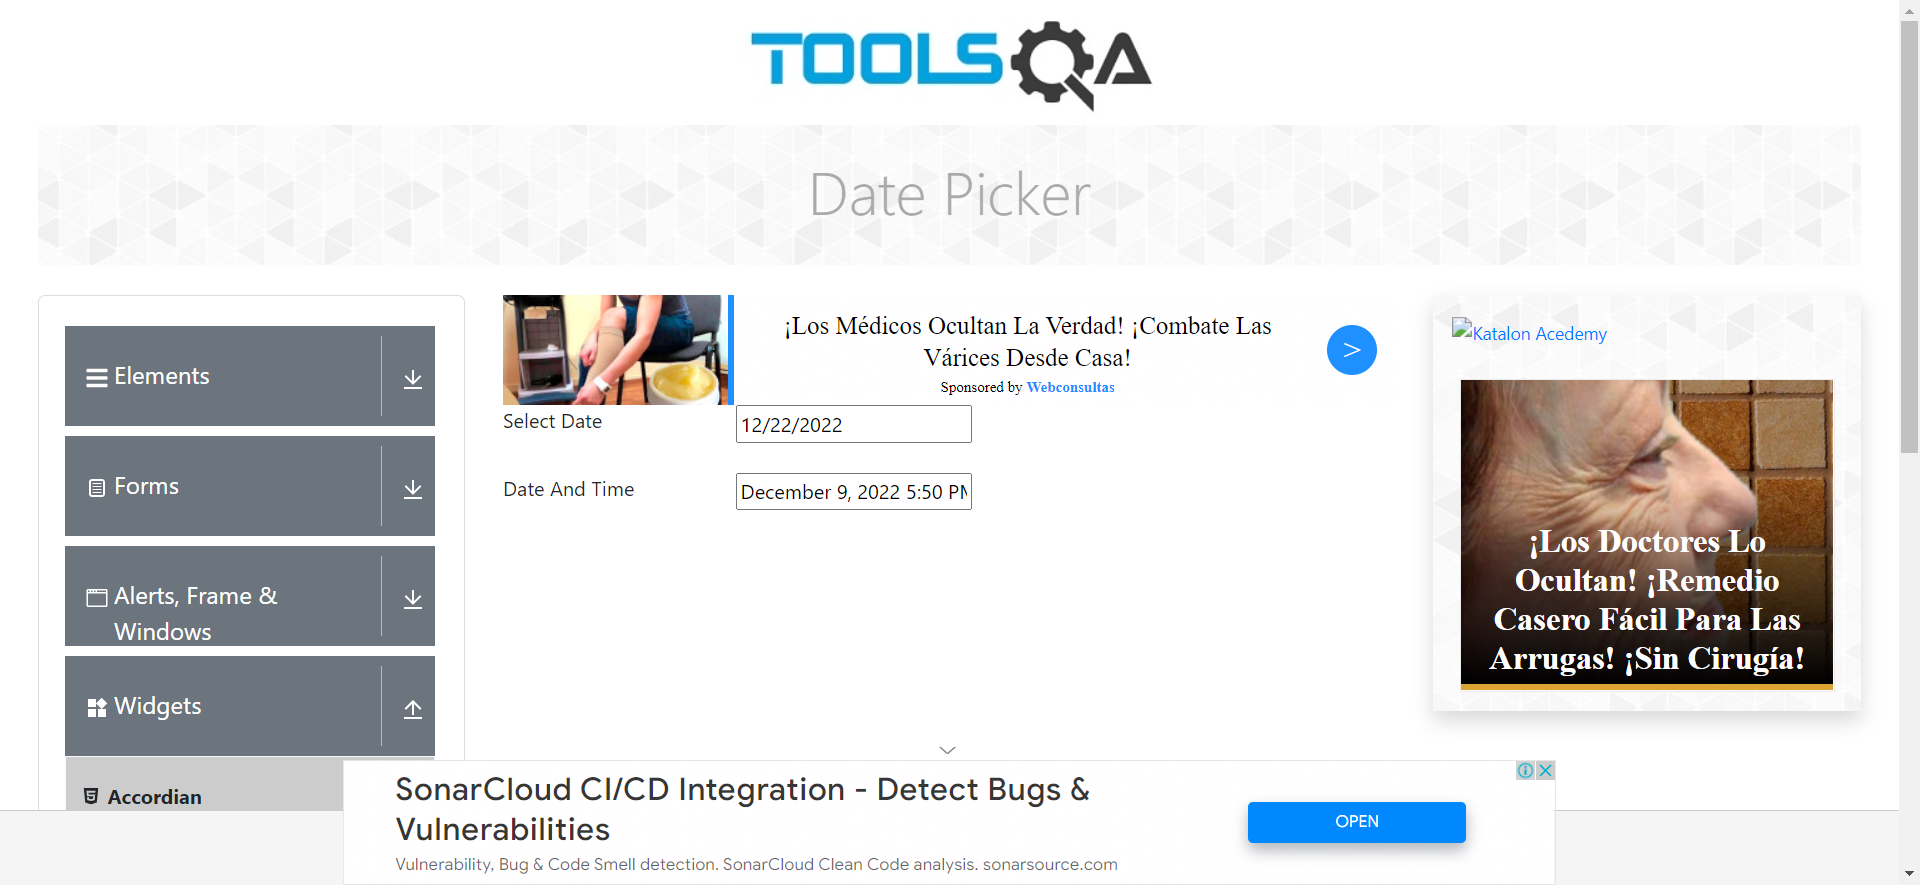 TOOLSQA
Date Picker
Elements
Forms
Alerts, Frame &
Windows
Widgets
Accordian
¡Los Médicos Ocultan La Verdad! ¡Combate Las
Várices Desde Casa!
Sponsored by Webconsultas
>
Select Date
12/22/2022
Date And Time
December 9, 2022 5:50 PM
Katalon Acedemy
¡Los Doctores Lo
Ocultan! ¡Remedio
Casero Fácil Para Las
Arrugas! ¡Sin Cirugía!
SonarCloud CI/CD Integration - Detect Bugs &
Vulnerabilities
Vulnerability, Bug & Code Smell detection. SonarCloud Clean Code analysis. sonarsource.com
OPEN